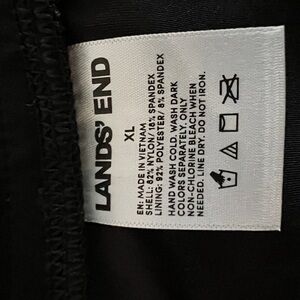 LANDS' END
XL
EN: MADE IN VIETNAM
SHELL: 82% NYLON/ 18% SPANDEX
LINING: 92% POLYESTER/ 8% SPANDEX
HAND WASH COLD, WASH DARK
COLORS SEPARATELY, ONLY
NON-CHLORINE BLEACH WHEN
NEEDED. LINE DRY. DO NOT IRON.